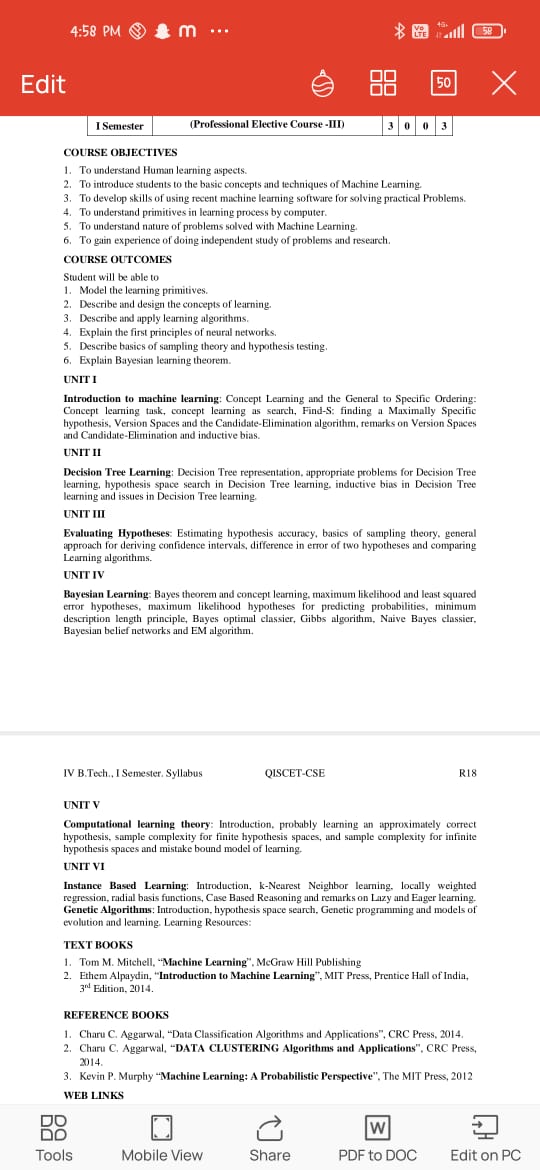 4:58 PM m ...
Vo LTE 4G+ 58
Edit 50
I Semester (Professional Elective Course -III) 3 0 0 3
COURSE OBJECTIVES
1. To understand Human learning aspects.
2. To introduce students to the basic concepts and techniques of Machine Learning.
3. To develop skills of using recent machine learning software for solving practical Problems.
4. To understand primitives in learning process by computer.
5. To understand nature of problems solved with Machine Learning.
6. To gain experience of doing independent study of problems and research.
COURSE OUTCOMES
Student will be able to
1. Model the learning primitives.
2. Describe and design the concepts of learning.
3. Describe and apply learning algorithms.
4. Explain the first principles of neural networks.
5. Describe basics of sampling theory and hypothesis testing.
6. Explain Bayesian learning theorem.
UNIT I
Introduction to machine learning: Concept Learning and the General to Specific Ordering:
Concept learning task, concept learning as search, Find-S: finding a Maximally Specific
hypothesis, Version Spaces and the Candidate-Elimination algorithm, remarks on Version Spaces
and Candidate-Elimination and inductive bias.
UNIT II
Decision Tree Learning: Decision Tree representation, appropriate problems for Decision Tree
learning, hypothesis space search in Decision Tree learning, inductive bias in Decision Tree
learning and issues in Decision Tree learning.
UNIT III
Evaluating Hypotheses: Estimating hypothesis accuracy, basics of sampling theory, general
approach for deriving confidence intervals, difference in error of two hypotheses and comparing
Learning algorithms.
UNIT IV
Bayesian Learning: Bayes theorem and concept learning, maximum likelihood and least squared
error hypotheses, maximum likelihood hypotheses for predicting probabilities, minimum
description length principle, Bayes optimal classier, Gibbs algorithm, Naive Bayes classier,
Bayesian belief networks and EM algorithm.
IV B.Tech., I Semester. Syllabus QISCET-CSE R18
UNIT V
Computational learning theory: Introduction, probably learning an approximately correct
hypothesis, sample complexity for finite hypothesis spaces, and sample complexity for infinite
hypothesis spaces and mistake bound model of learning.
UNIT VI
Instance Based Learning: Introduction, k-Nearest Neighbor learning, locally weighted
regression, radial basis functions, Case Based Reasoning and remarks on Lazy and Eager learning.
Genetic Algorithms: Introduction, hypothesis space search, Genetic programming and models of
evolution and learning. Learning Resources:
TEXT BOOKS
1. Tom M. Mitchell, “Machine Learning”, McGraw Hill Publishing
2. Ethem Alpaydin, “Introduction to Machine Learning”, MIT Press, Prentice Hall of India,
3rd Edition, 2014.
REFERENCE BOOKS
1. Charu C. Aggarwal, “Data Classification Algorithms and Applications”, CRC Press, 2014.
2. Charu C. Aggarwal, “DATA CLUSTERING Algorithms and Applications”, CRC Press,
2014.
3. Kevin P. Murphy “Machine Learning: A Probabilistic Perspective”, The MIT Press, 2012
WEB LINKS
W
Tools Mobile View Share PDF to DOC Edit on PC